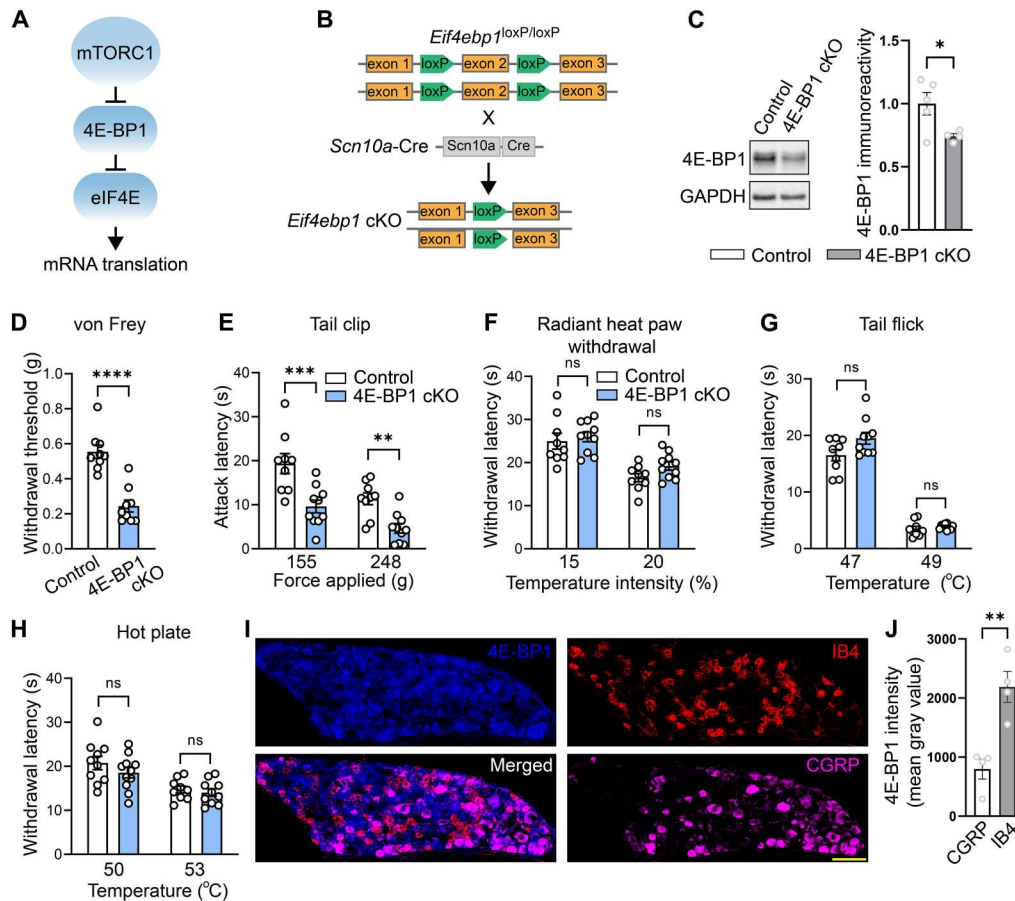 A
mTORC1
4E-BP1
eIF4E
mRNA translation
B
Eif4ebp1loxP/loxP
exon 1 loxP exon 2 loxP exon 3
exon 1 loxP exon 2 loxP exon 3
X
Scn10a-Cre Scn10a Cre
Eif4ebp1 cKO
exon 1 loxP exon 3
exon 1 loxP exon 3
C
Control
4E-BP1 cKO
4E-BP1
GAPDH
4E-BP1 immunoreactivity
1.5
1.0
0.5
0.0
*
Control 4E-BP1 cKO
D von Frey
Withdrawal threshold (g)
1.0
0.8
0.6
0.4
0.2
0.0
****
Control
4E-BP1
cKO
E Tail clip
Attack latency (s)
40
30
20
10
0
***
**
Control
4E-BP1 cKO
155 248
Force applied (g)
F Radiant heat paw
withdrawal
Withdrawal latency (s)
40
30
20
10
0
ns
ns
Control
4E-BP1 cKO
15 20
Temperature intensity (%)
G Tail flick
Withdrawal latency (s)
30
20
10
0
ns
ns
47 49
Temperature (°C)
H Hot plate
Withdrawal latency (s)
40
30
20
10
0
ns
ns
50 53
Temperature (°C)
I
4E-BP1
IB4
Merged
CGRP
J
4E-BP1 intensity
(mean gray value)
3000
2000
1000
0
**
CGRP
IB4